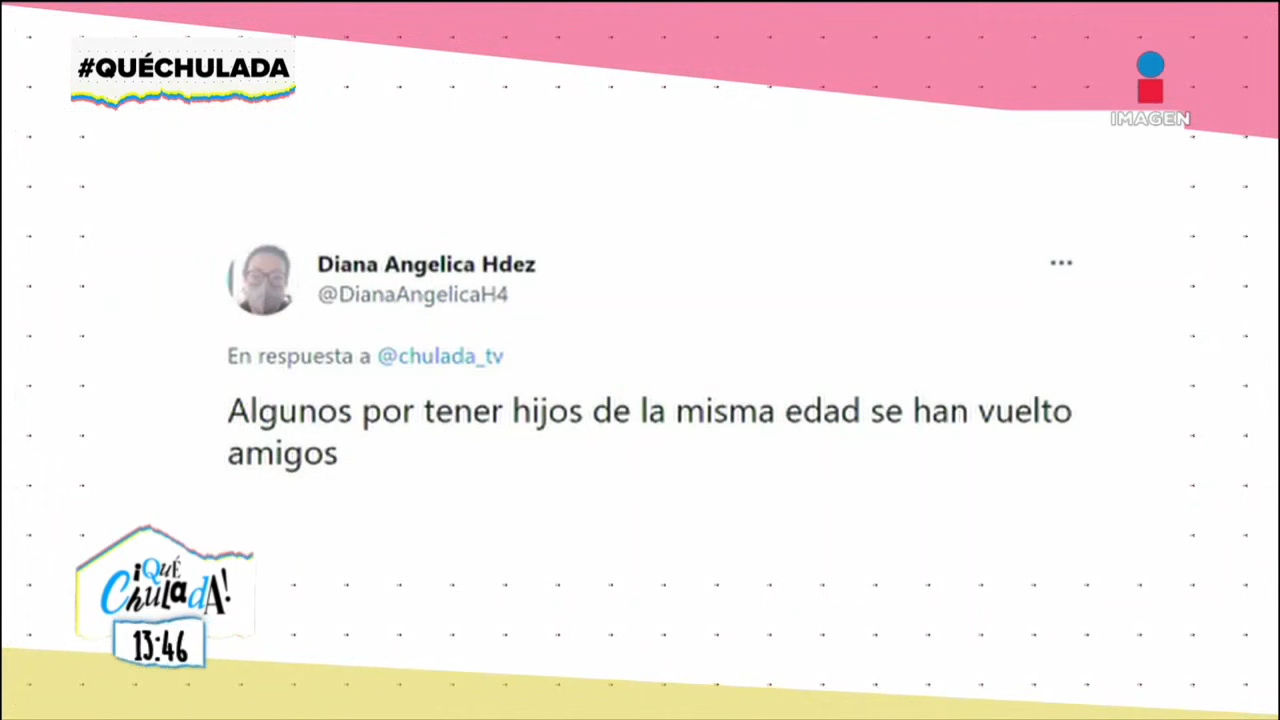 #QUÉCHULADA
IMAGEN
Diana Angelica Hdez
@DianaAngelicaH4
En respuesta a @chulada_tv
Algunos por tener hijos de la misma edad se han vuelto
amigos
¡QUÉ
ChuladA!
13:46